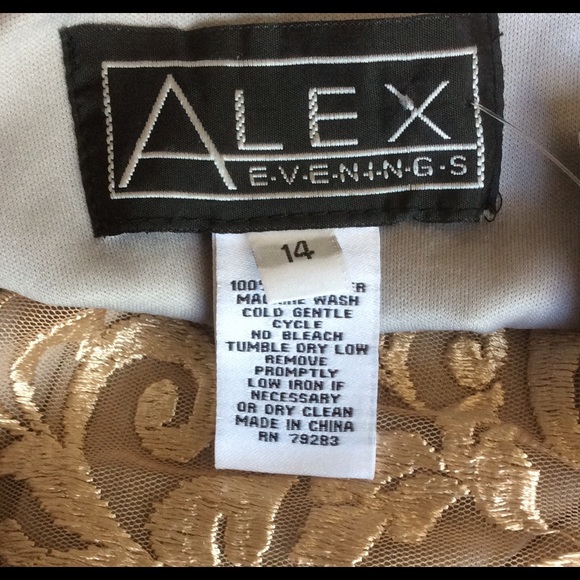 ALEX
E·V·E·N·I·N·G·S
14
100%
MACHINE WASH
COLD GENTLE
CYCLE
NO BLEACH
TUMBLE DRY LOW
REMOVE
PROMPTLY
LOW IRON IF
NECESSARY
OR DRY CLEAN
MADE IN CHINA
RN 79283